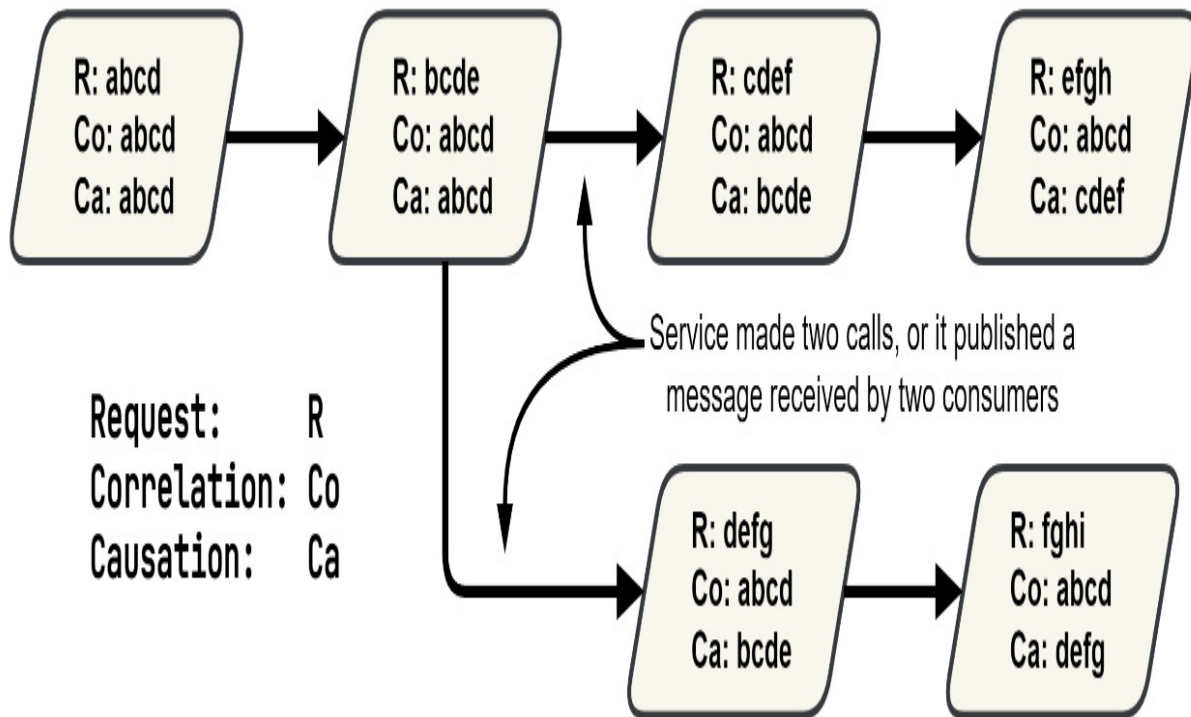 R: abcd
Co: abcd
Ca: abcd
R: bcde
Co: abcd
Ca: abcd
R: cdef
Co: abcd
Ca: bcde
R: efgh
Co: abcd
Ca: cdef
Service made two calls, or it published a
message received by two consumers
Request: R
Correlation: Co
Causation: Ca
R: defg
Co: abcd
Ca: bcde
R: fghi
Co: abcd
Ca: defg